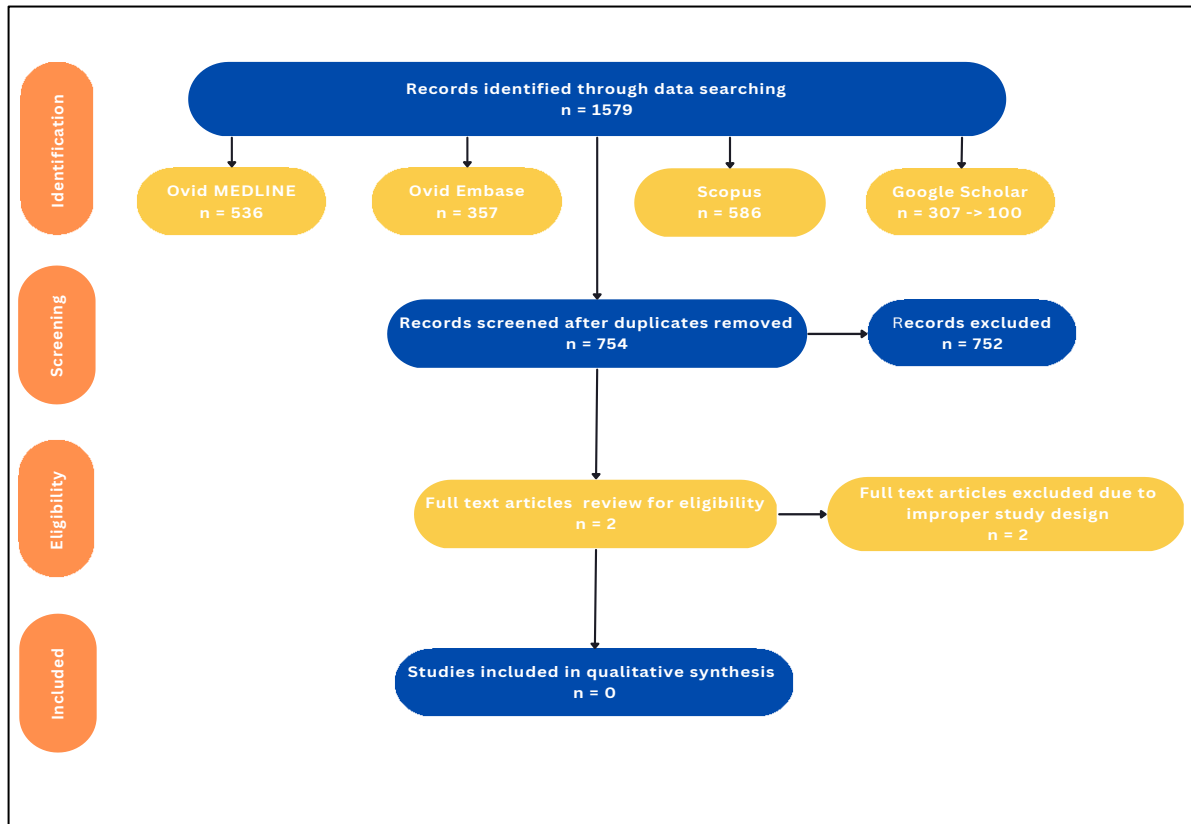 Identification
Records identified through data searching
n = 1579
Ovid MEDLINE
n = 536
Ovid Embase
n = 357
Scopus
n = 586
Google Scholar
n = 307 -> 100
Screening
Records screened after duplicates removed
n = 754
Records excluded
n = 752
Eligibility
Full text articles  review for eligibility
n = 2
Full text articles excluded due to
improper study design
n = 2
Included
Studies included in qualitative synthesis
n = 0